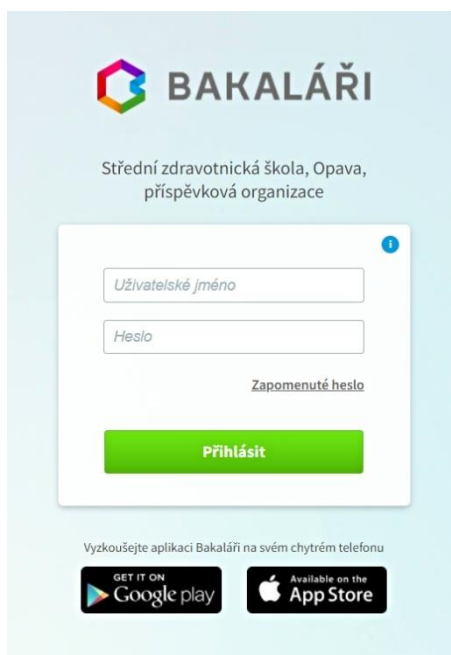 BAKALÁŘI
Střední zdravotnická škola, Opava,
příspěvková organizace
i
Uživatelské jméno
Heslo
Zapomenuté heslo
Přihlásit
Vyzkoušejte aplikaci Bakaláři na svém chytrém telefonu
GET IT ON
Google play
Available on the
App Store